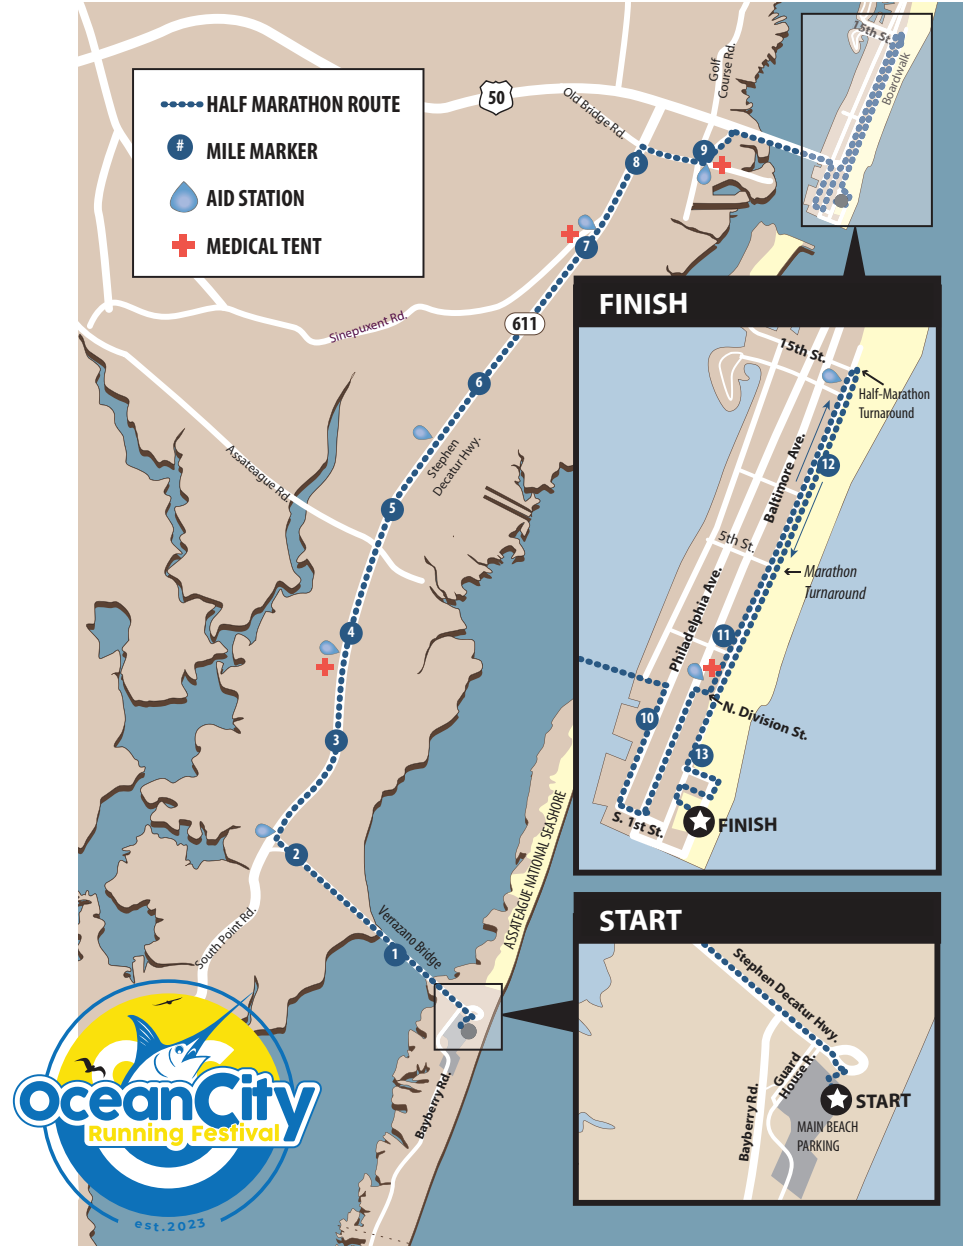 HALF MARATHON ROUTE
#
MILE MARKER
AID STATION
MEDICAL TENT
50
Old Bridge Rd.
Golf
Course Rd.
15th St.
Boardwalk
9
8
7
611
Sinepuxent Rd.
6
Stephen
Decatur Hwy.
Assateague Rd.
5
4
3
2
Verrazano Bridge
1
South Point Rd.
ASSATEAGUE NATIONAL SEASHORE
Bayberry Rd.
FINISH
15th St.
Half-Marathon
Turnaround
Baltimore Ave.
12
5th St.
Marathon
Turnaround
Philadelphia Ave.
11
N. Division St.
10
13
S. 1st St.
FINISH
START
Stephen Decatur Hwy.
Guard
House R.
Bayberry Rd.
START
MAIN BEACH
PARKING
OC
OceanCity
Running Festival
est.2023